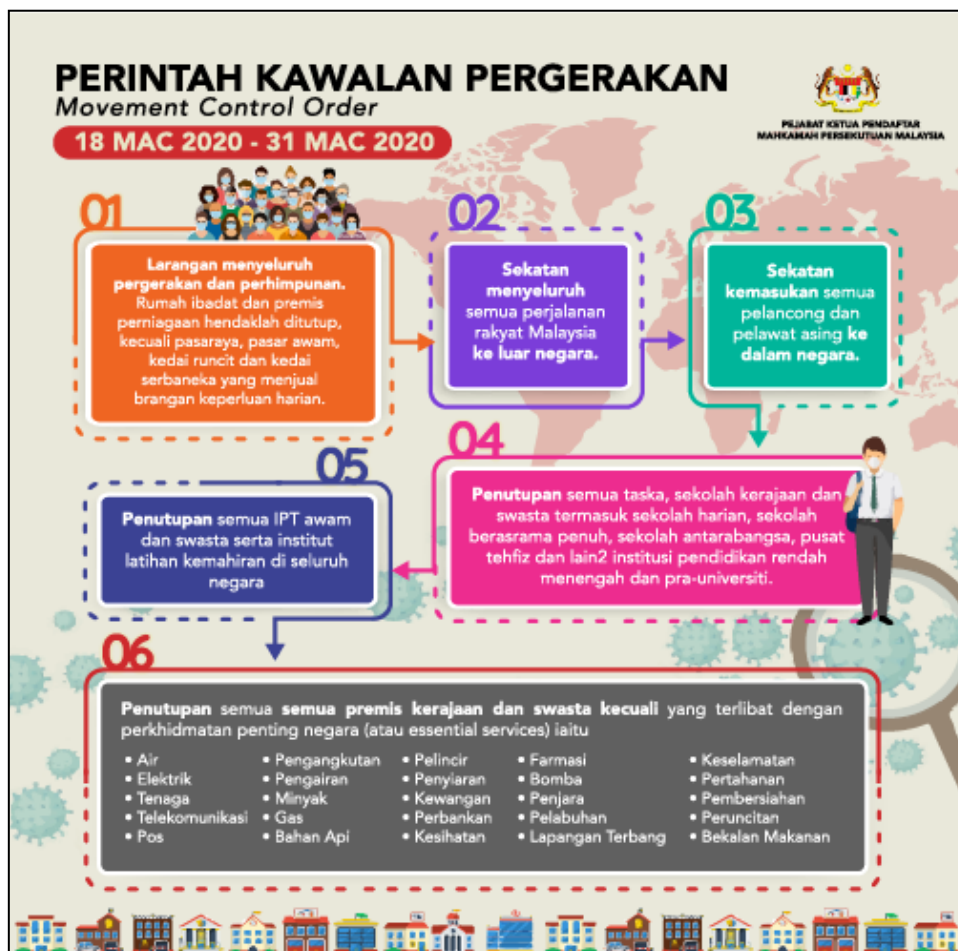 PERINTAH KAWALAN PERGERAKAN
Movement Control Order
18 MAC 2020 - 31 MAC 2020
PEJABAT KETUA PENDAFTAR
MAHKAMAH PERSEKUTUAN MALAYSIA
01
Larangan menyeluruh
pergerakan dan perhimpunan.
Rumah ibadat dan premis
perniagaan hendaklah ditutup,
kecuali pasaraya, pasar awam,
kedai runcit dan kedai
serbaneka yang menjual
brangan keperluan harian.
02
Sekatan
menyeluruh
semua perjalanan
rakyat Malaysia
ke luar negara.
03
Sekatan
kemasukan semua
pelancong dan
pelawat asing ke
dalam negara.
04
Penutupan semua taska, sekolah kerajaan dan
swasta termasuk sekolah harian, sekolah
berasrama penuh, sekolah antarabangsa, pusat
tehfiz dan lain2 institusi pendidikan rendah
menengah dan pra-universiti.
05
Penutupan semua IPT awam
dan swasta serta institut
latihan kemahiran di seluruh
negara
06
Penutupan semua semua premis kerajaan dan swasta kecuali yang terlibat dengan
perkhidmatan penting negara (atau essential services) iaitu
• Air
• Elektrik
• Tenaga
• Telekomunikasi
• Pos
• Pengangkutan
• Pengairan
• Minyak
• Gas
• Bahan Api
• Pelincir
• Penyiaran
• Kewangan
• Perbankan
• Kesihatan
• Farmasi
• Bomba
• Penjara
• Pelabuhan
• Lapangan Terbang
• Keselamatan
• Pertahanan
• Pembersiahan
• Peruncitan
• Bekalan Makanan